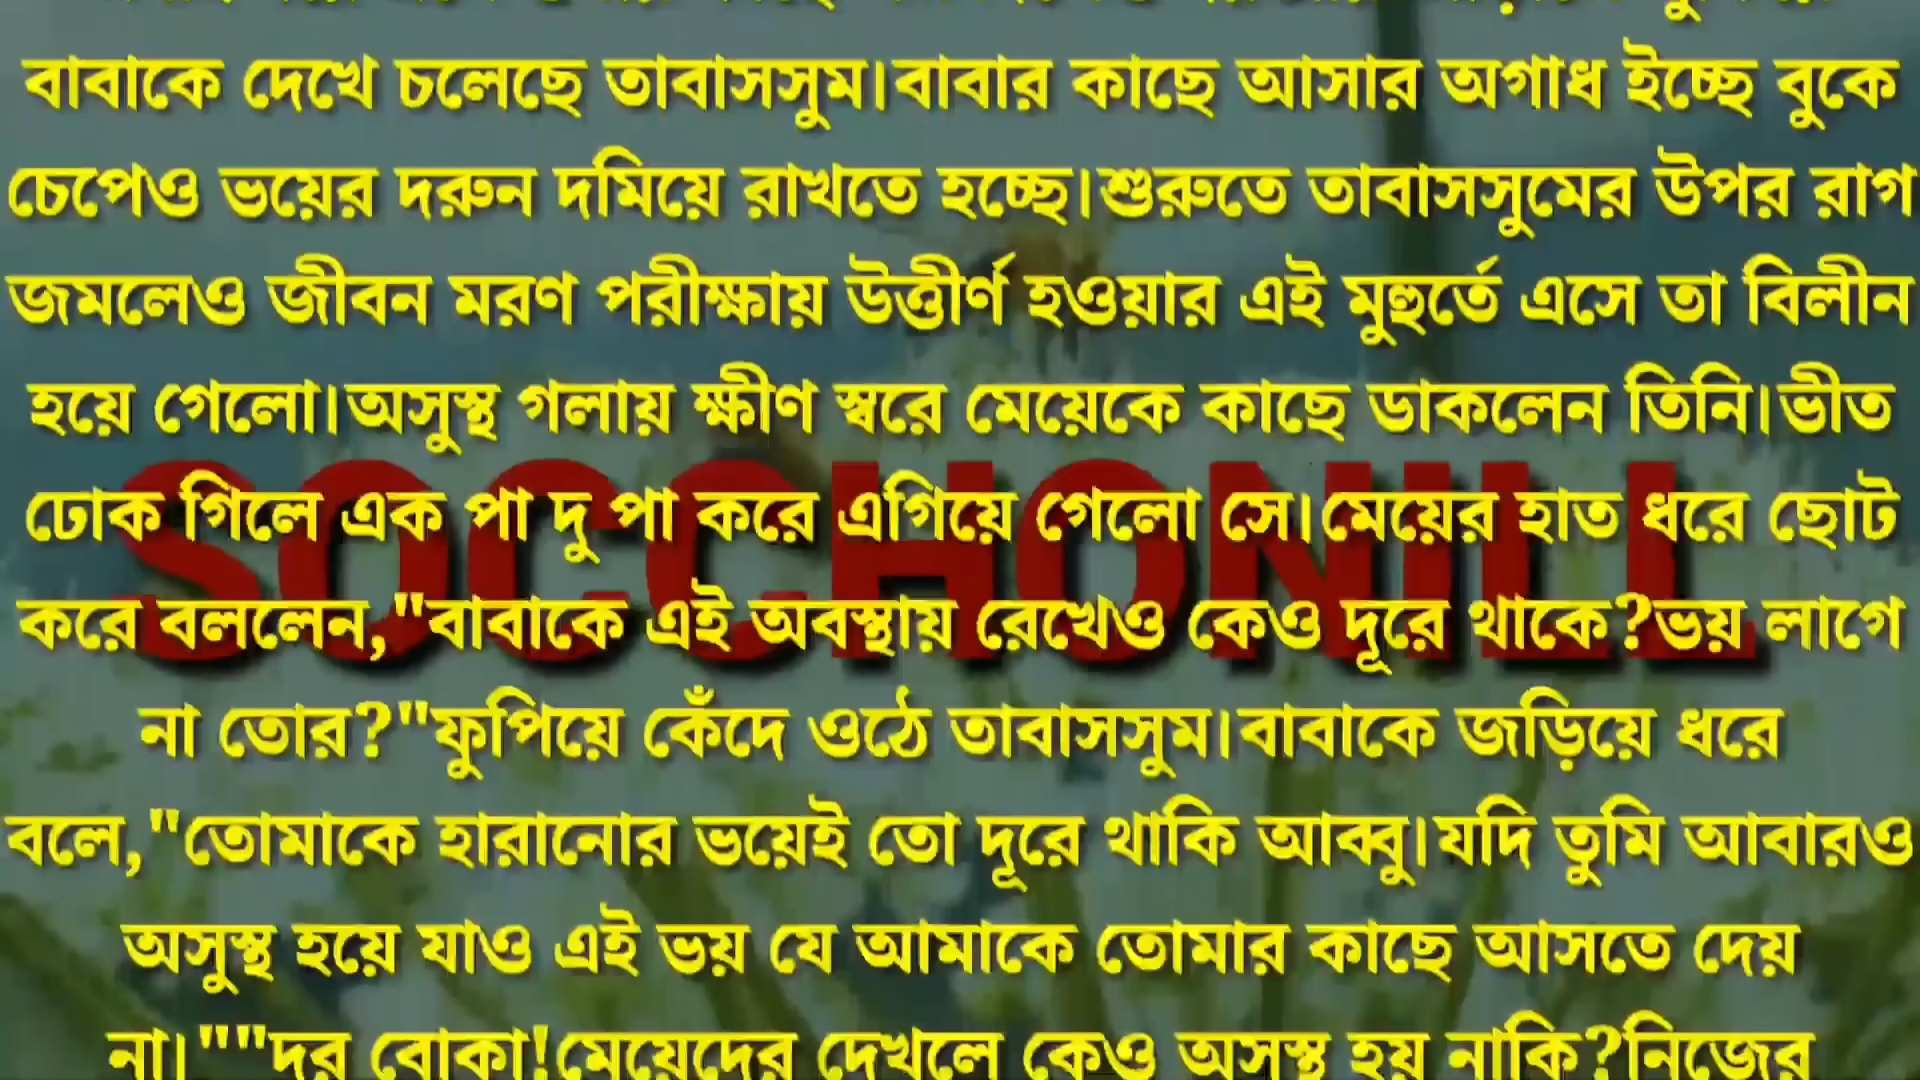 বাবাকে দেখে চলেছে তাবাসসুম।বাবার কাছে আসার অগাধ ইচ্ছে বুকে
চেপেও ভয়ের দরুন দমিয়ে রাখতে হচ্ছে।শুরুতে তাবাসসুমের উপর রাগ
জমলেও জীবন মরণ পরীক্ষায় উত্তীর্ণ হওয়ার এই মুহুর্তে এসে তা বিলীন
হয়ে গেলো।অসুস্থ গলায় ক্ষীণ স্বরে মেয়েকে কাছে ডাকলেন তিনি।ভীত
ঢোক গিলে এক পা দু পা করে এগিয়ে গেলো সে।মেয়ের হাত ধরে ছোট
SOCCHONILL
করে বললেন,"বাবাকে এই অবস্থায় রেখেও কেও দূরে থাকে?ভয় লাগে
না তোর?"ফুপিয়ে কেঁদে ওঠে তাবাসসুম।বাবাকে জড়িয়ে ধরে
বলে,"তোমাকে হারানোর ভয়েই তো দূরে থাকি আব্বু।যদি তুমি আবারও
অসুস্থ হয়ে যাও এই ভয় যে আমাকে তোমার কাছে আসতে দেয়
না।""দূর বোকা!মেয়েদের দেখলে কেও অসুস্থ হয় নাকি?নিজের